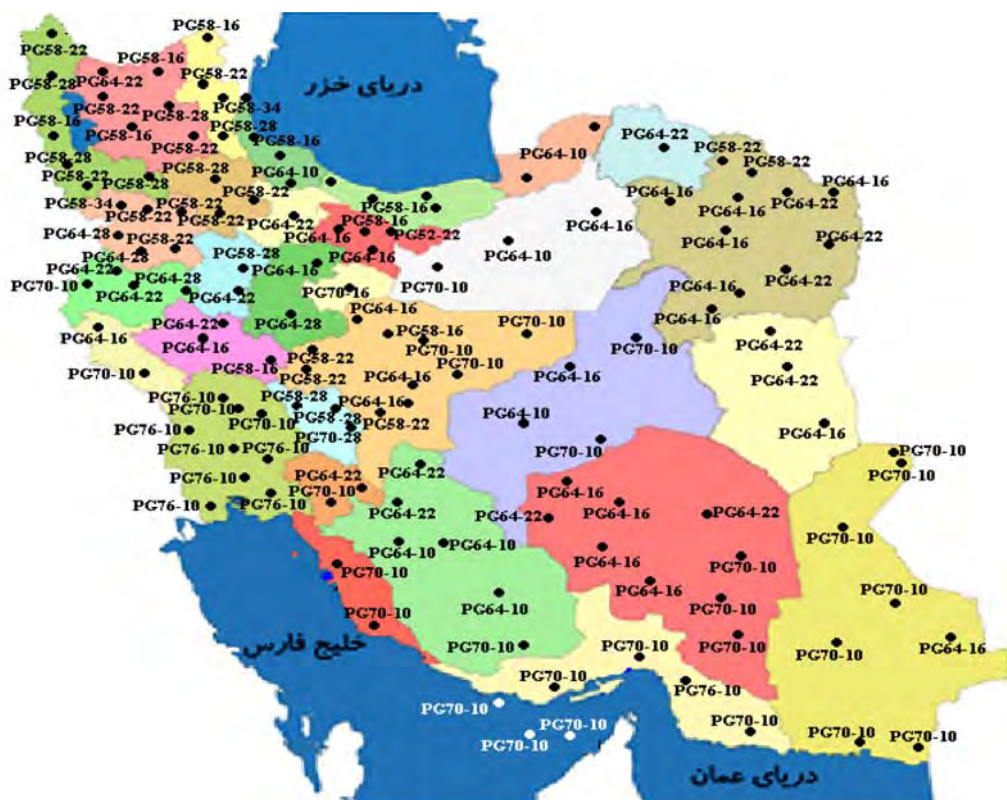 PG58-16
PG58-22
PG58-16
PG64-22
PG58-22
PG58-28
دریای خزر
PG58-22
PG58-28
PG58-34
PG58-16
PG58-16
PG58-22
PG58-28
PG58-16
PG64-22
PG58-22
PG58-28
PG58-28
PG64-10
PG64-10
PG58-22
PG58-22
PG58-28
PG58-22
PG64-16
PG64-16
PG58-34
PG58-22
PG58-22
PG64-22
PG58-16
PG58-16
PG64-22
PG64-28
PG58-22
PG64-16
PG52-22
PG64-16
PG64-16
PG64-22
PG64-28
PG58-28
PG64-16
PG64-16
PG64-10
PG64-22
PG64-28
PG70-10
PG64-22
PG70-10
PG64-22
PG64-22
PG70-16
PG64-16
PG64-16
PG64-16
PG64-22
PG64-28
PG58-16
PG70-10
PG64-16
PG64-16
PG70-10
PG70-10
PG64-22
PG58-22
PG70-10
PG58-16
PG64-16
PG70-10
PG58-22
PG64-16
PG64-22
PG76-10
PG58-28
PG64-16
PG70-10
PG58-28
PG58-22
PG64-10
PG64-16
PG76-10
PG70-28
PG70-10
PG76-10
PG76-10
PG70-10
PG76-10
PG64-22
PG64-22
PG64-16
PG70-10
PG76-10
PG76-10
PG70-10
PG64-22
PG64-22
PG64-16
PG64-22
PG70-10
PG64-10
PG64-10
PG64-16
PG70-10
PG70-10
PG64-16
PG70-10
PG70-10
PG64-10
PG70-10
خلیج فارس
PG70-10
PG70-10
PG70-10
PG70-10
PG64-16
PG70-10
PG76-10
PG70-10
PG70-10
PG70-10
PG70-10
PG70-10
PG70-10
دریای عمان